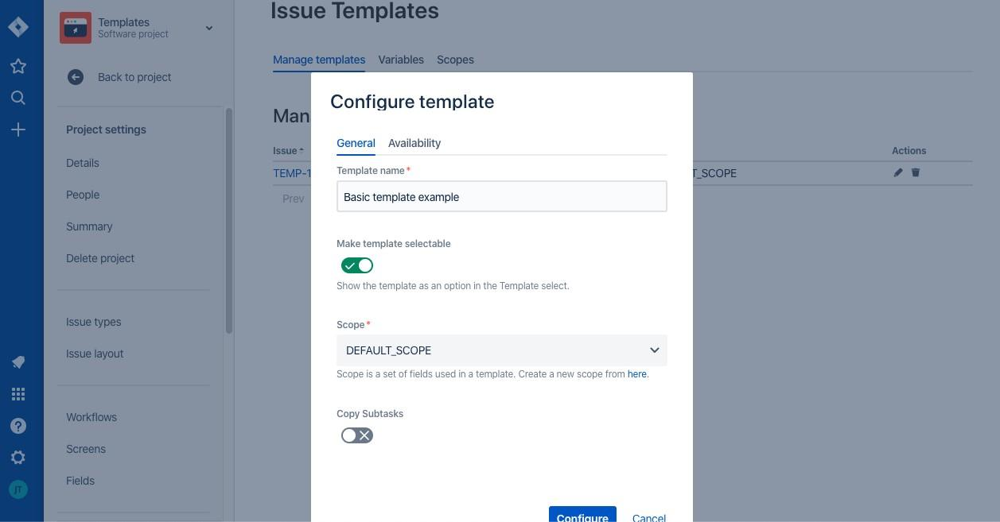 Issue Templates
Templates
Software project
Back to project
Project settings
Details
People
Summary
Delete project
Issue types
Issue layout
Workflows
Screens
Fields
JT
Manage templates Variables Scopes
Man
Issue
Actions
TEMP-1
T_SCOPE
Prev
Configure template
General Availability
Template name *
Basic template example
Make template selectable
Show the template as an option in the Template select.
Scope *
DEFAULT_SCOPE
Scope is a set of fields used in a template. Create a new scope from here.
Copy Subtasks
Configure Cancel